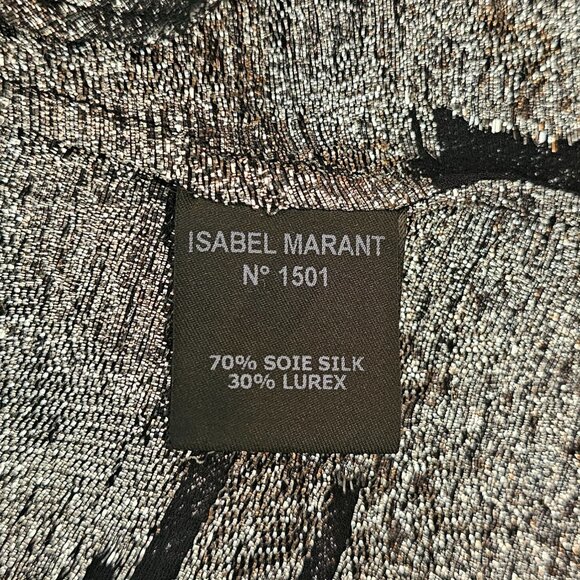 ISABEL MARANT
N° 1501
70% SOIE SILK
30% LUREX